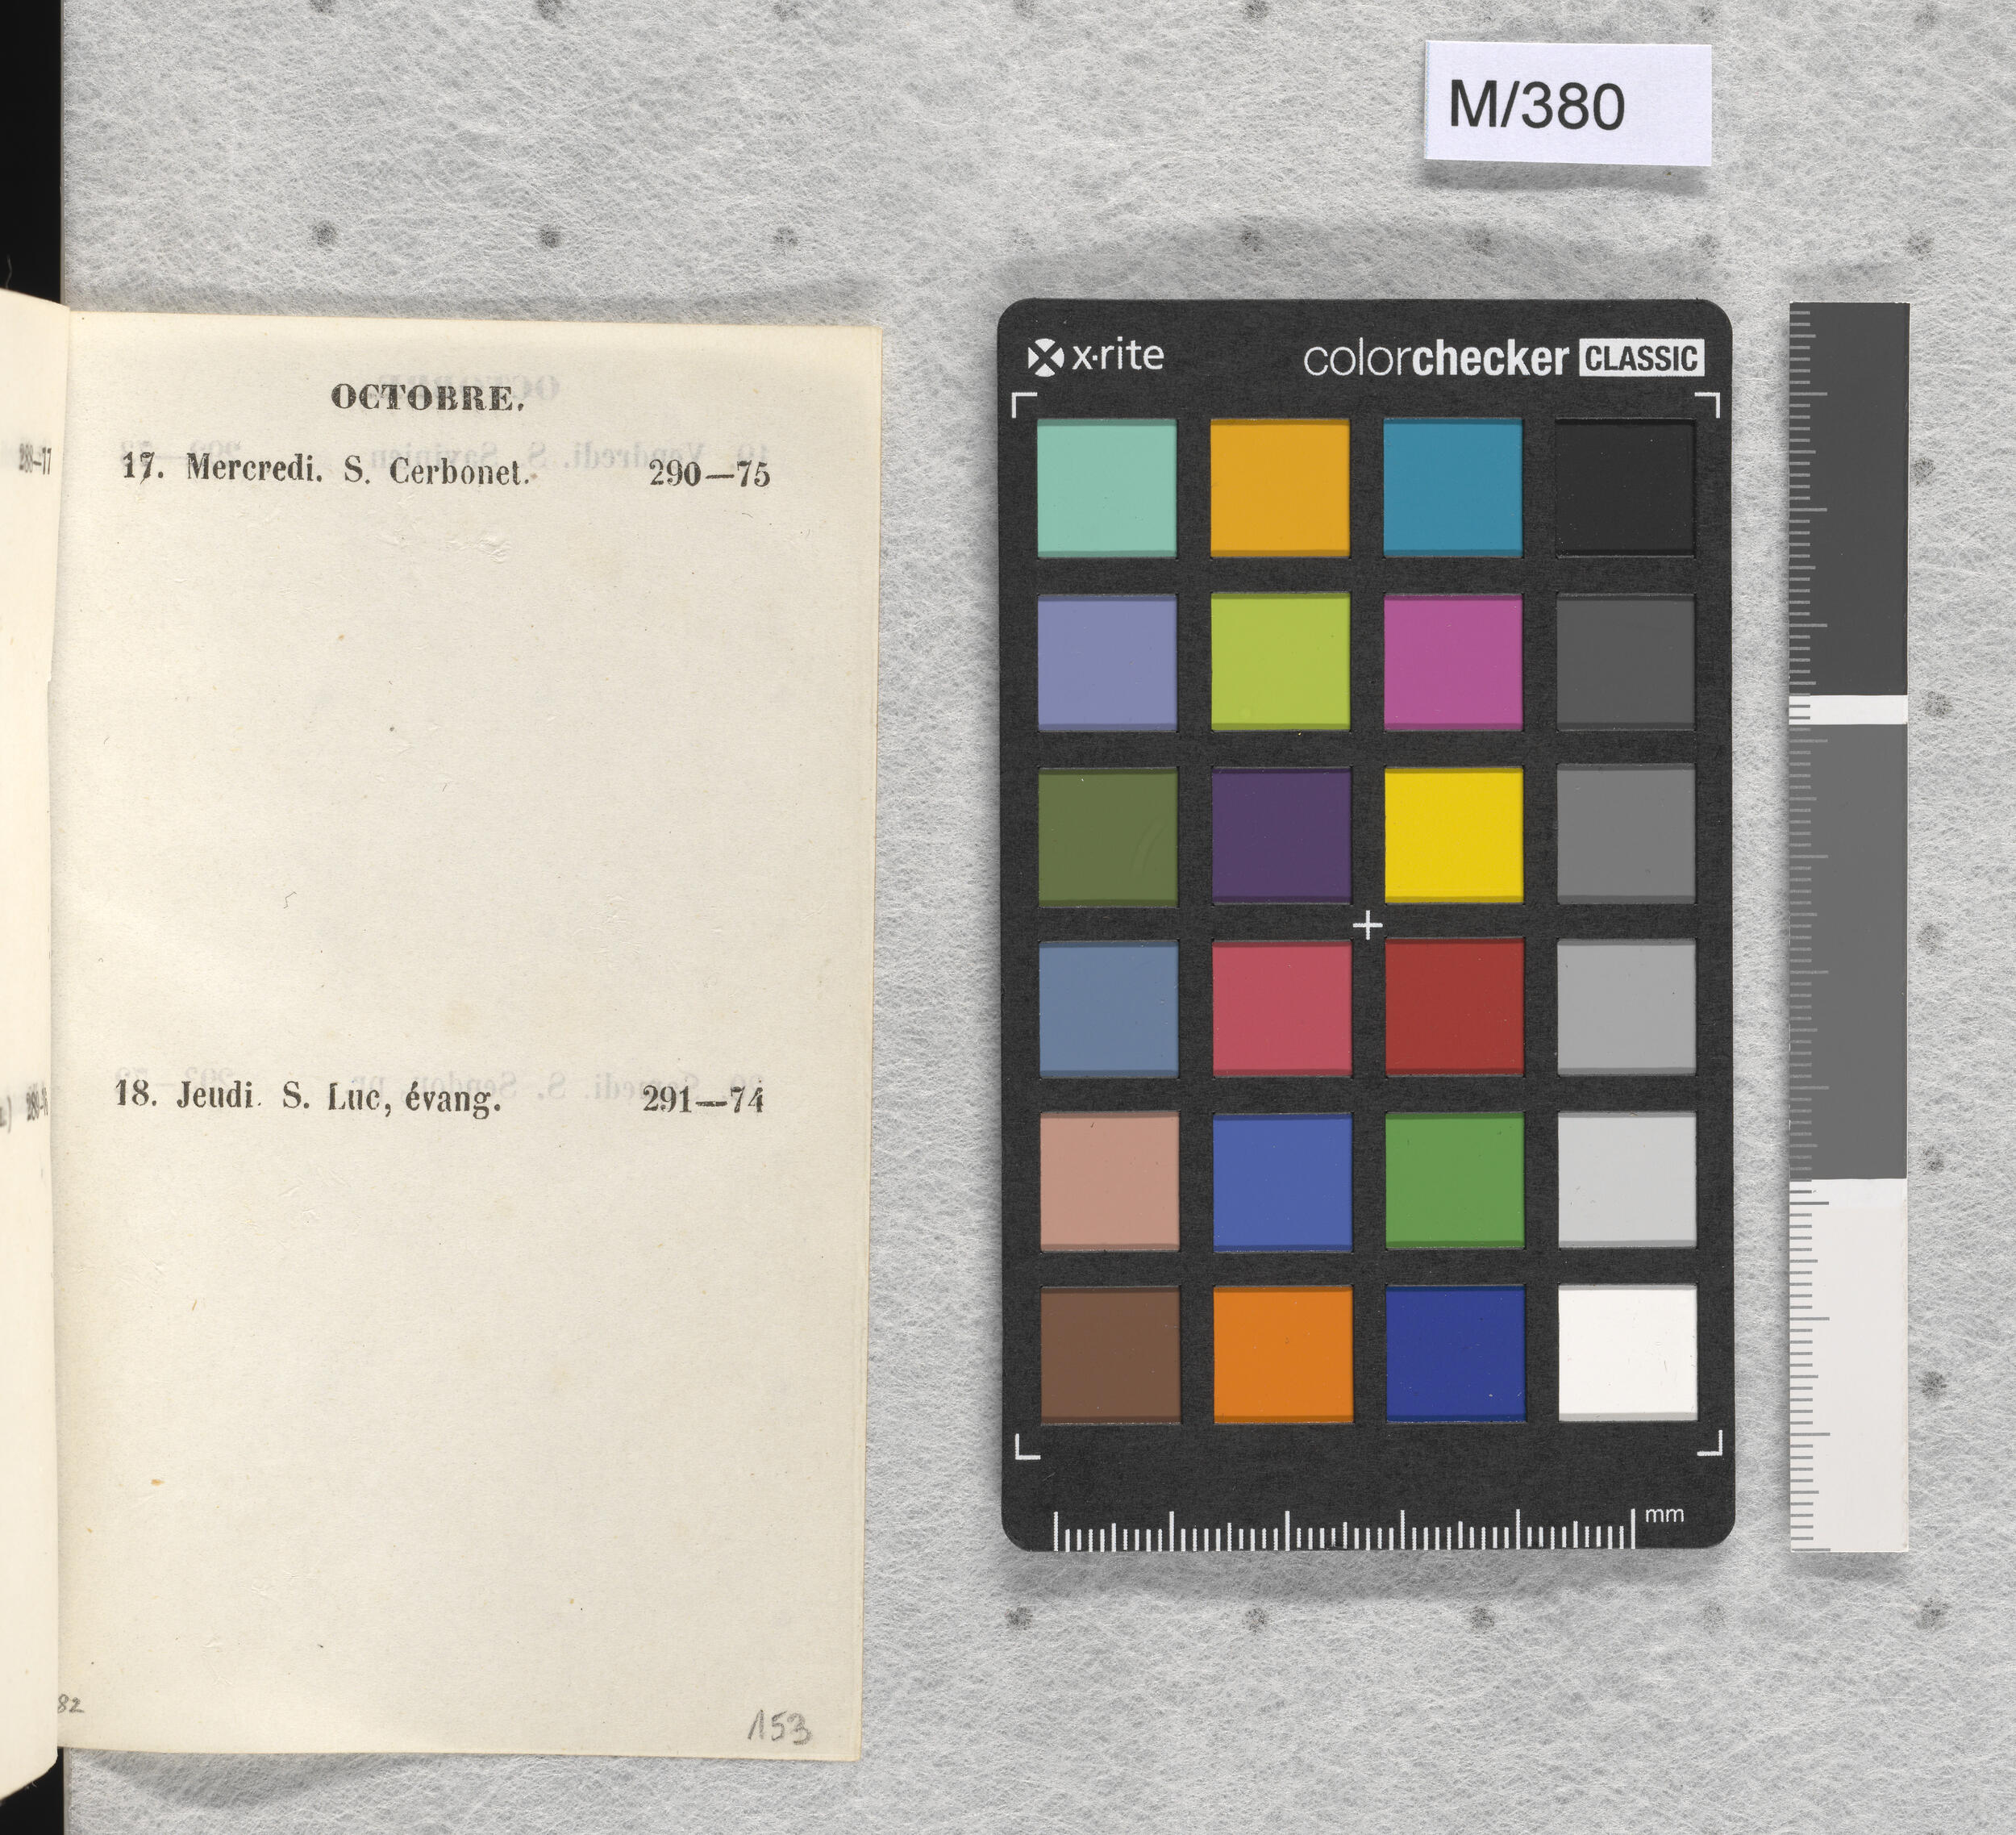 M/380
OCTOBRE.
17. Mercredi. S. Cerbonet. 290—75
18. Jeudi. S. Luc, évang. 291—74
82
153
x·rite colorchecker CLASSIC
mm